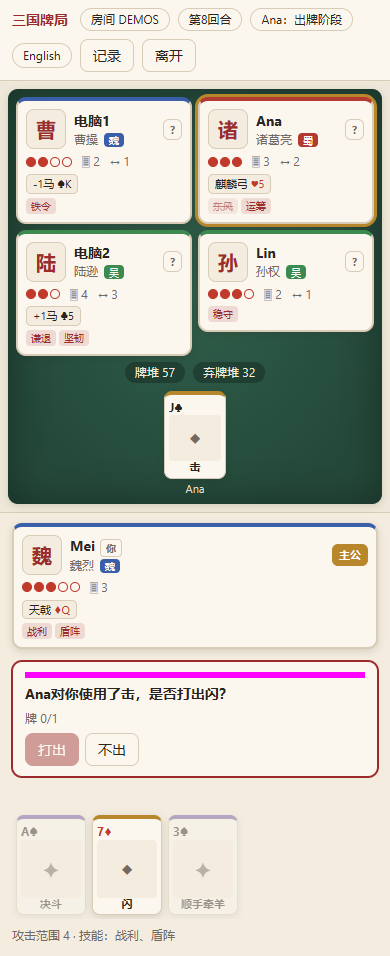 三国牌局 房间 DEMOS 第8回合 Ana：出牌阶段
English 记录 离开
曹 电脑1 ?
曹操 魏
2 ↔ 1
-1马 ♣K
铁令
诸 Ana ?
诸葛亮 蜀
3 ↔ 2
麒麟弓 ♥5
东风 运筹
陆 电脑2 ?
陆逊 吴
4 ↔ 3
+1马 ♣5
谦退 坚韧
孙 Lin ?
孙权 吴
2 ↔ 1
稳守
牌堆 57 弃牌堆 32
J♠
击
Ana
魏 Mei 你 主公
魏烈 魏
3
天戟 ♦Q
战利 盾阵
Ana对你使用了击，是否打出闪？
牌 0/1
打出 不出
A♠ 7♦ 3♠
决斗 闪 顺手牵羊
攻击范围 4 · 技能：战利、盾阵